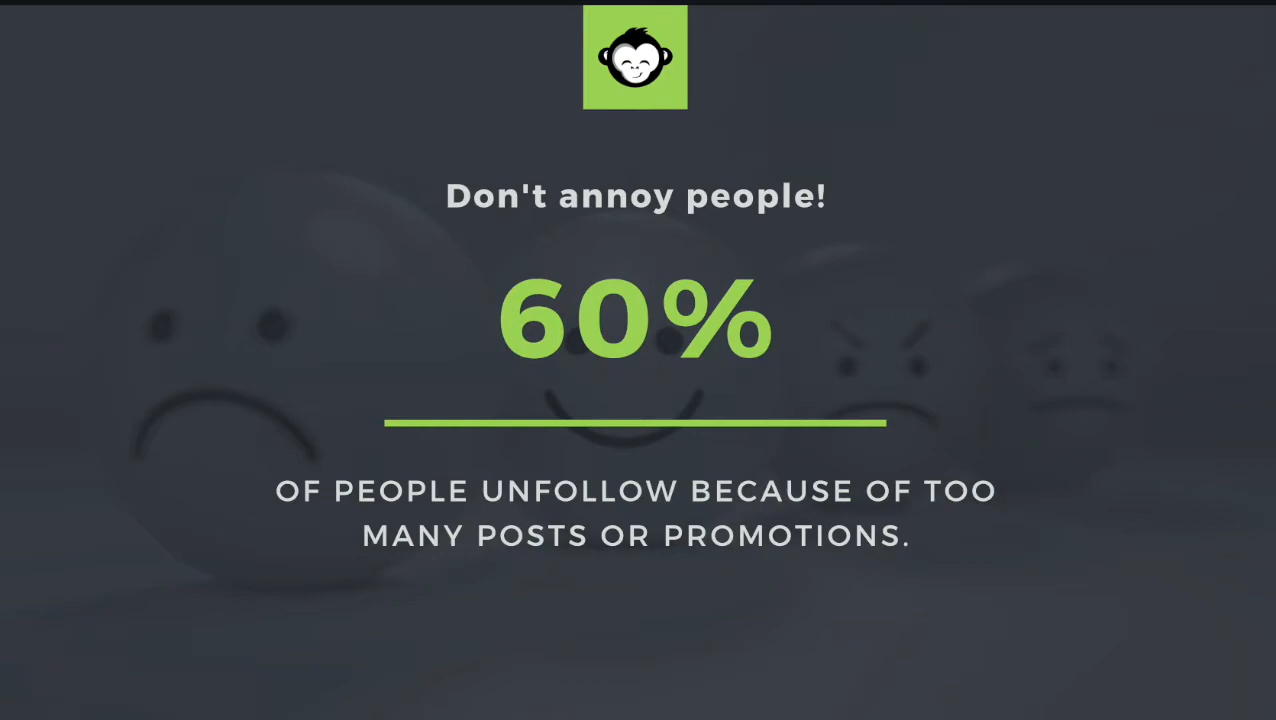 Don't annoy people!
60%
OF PEOPLE UNFOLLOW BECAUSE OF TOO
MANY POSTS OR PROMOTIONS.